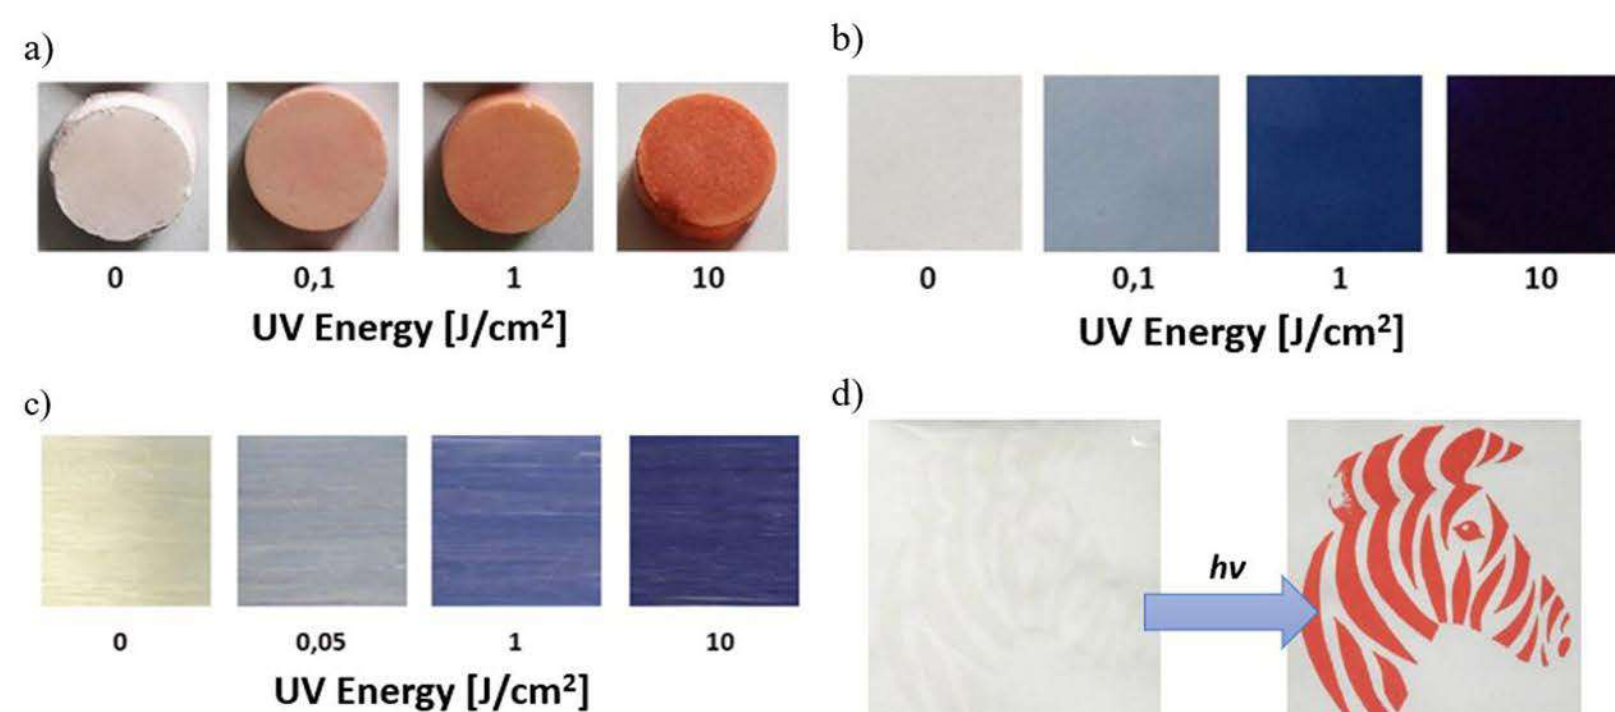 a)
0 0,1 1 10
UV Energy [J/cm²]
b)
0 0,1 1 10
UV Energy [J/cm²]
c)
0 0,05 1 10
UV Energy [J/cm²]
d)
hν